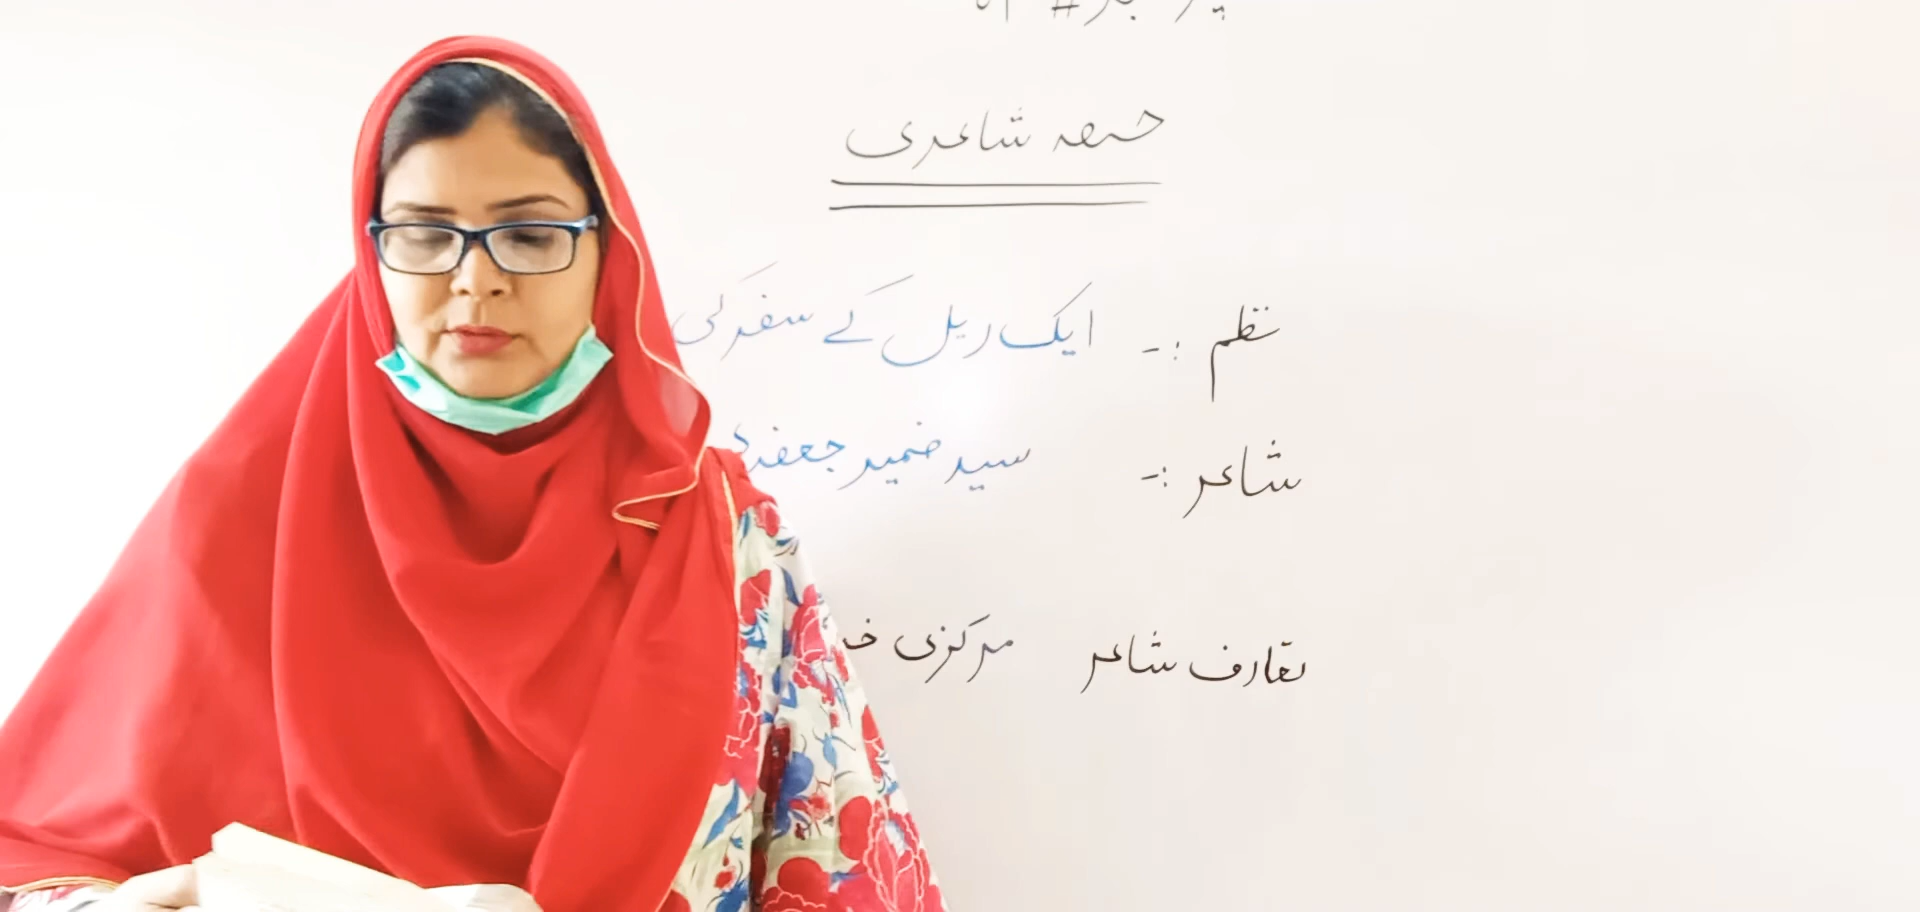 حصہ شاعری
نظم :- ایک ریل کے سفر کی
شاعر :- سید ضمیر جعفری
تعارف شاعر مرکزی